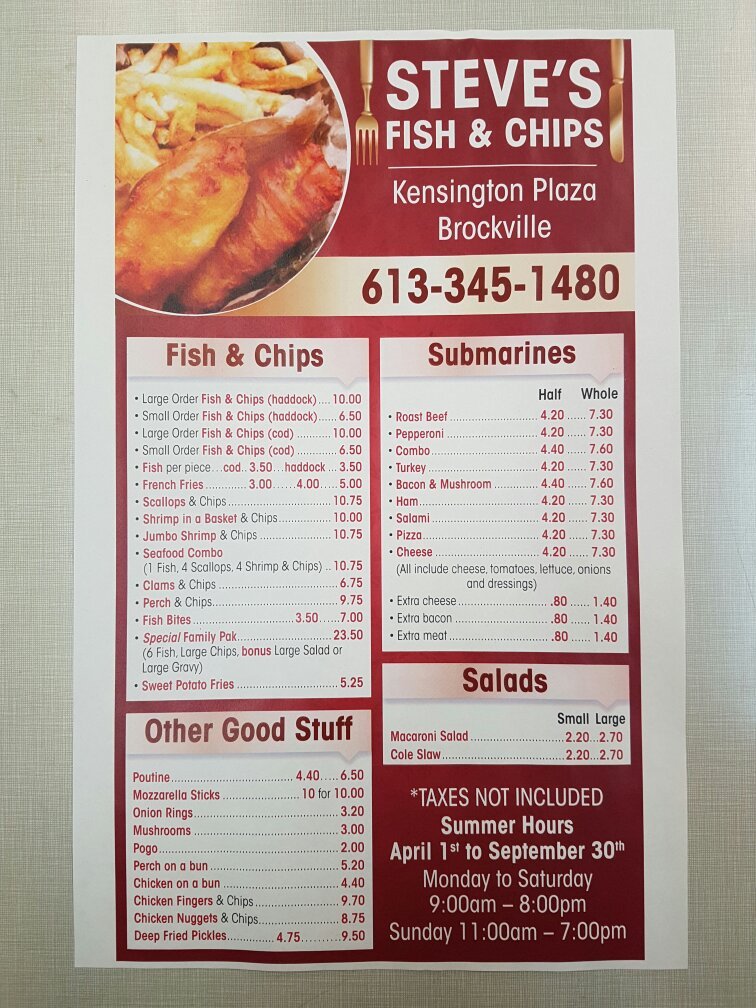 STEVE'S
FISH & CHIPS
Kensington Plaza
Brockville
613-345-1480
Fish & Chips
• Large Order Fish & Chips (haddock).... 10.00
• Small Order Fish & Chips (haddock)..... 6.50
• Large Order Fish & Chips (cod) ........... 10.00
• Small Order Fish & Chips (cod) ............ 6.50
• Fish per piece...cod.. 3.50...haddock ... 3.50
• French Fries............. 3.00......4.00.... 5.00
• Scallops & Chips............................ 10.75
• Shrimp in a Basket & Chips............... 10.00
• Jumbo Shrimp & Chips .................... 10.75
• Seafood Combo
(1 Fish, 4 Scallops, 4 Shrimp & Chips) .. 10.75
• Clams & Chips ................................ 6.75
• Perch & Chips................................. 9.75
• Fish Bites............................3.50......7.00
• Special Family Pak......................... 23.50
(6 Fish, Large Chips, bonus Large Salad or
Large Gravy)
• Sweet Potato Fries .......................... 5.25
Other Good Stuff
Poutine............................ 4.40.....6.50
Mozzarella Sticks .................. 10 for 10.00
Onion Rings.................................. 3.20
Mushrooms .................................. 3.00
Pogo............................................ 2.00
Perch on a bun .............................. 5.20
Chicken on a bun ........................... 4.40
Chicken Fingers & Chips................... 9.70
Chicken Nuggets & Chips.................. 8.75
Deep Fried Pickles........... 4.75..........9.50
Submarines
Half Whole
• Roast Beef........................ 4.20 ...... 7.30
• Pepperoni ........................ 4.20 ...... 7.30
• Combo............................. 4.40 ...... 7.60
• Turkey.............................. 4.20 ...... 7.30
• Bacon & Mushroom ........... 4.40 ...... 7.60
• Ham................................. 4.20 ...... 7.30
• Salami.............................. 4.20 ...... 7.30
• Pizza................................ 4.20 ...... 7.30
• Cheese ............................ 4.20 ...... 7.30
(All include cheese, tomatoes, lettuce, onions
and dressings)
• Extra cheese........................ .80 ...... 1.40
• Extra bacon ........................ .80 ...... 1.40
• Extra meat.......................... .80 ...... 1.40
Salads
Small Large
Macaroni Salad ........................2.20...2.70
Cole Slaw................................2.20...2.70
*TAXES NOT INCLUDED
Summer Hours
April 1st to September 30th
Monday to Saturday
9:00am – 8:00pm
Sunday 11:00am – 7:00pm